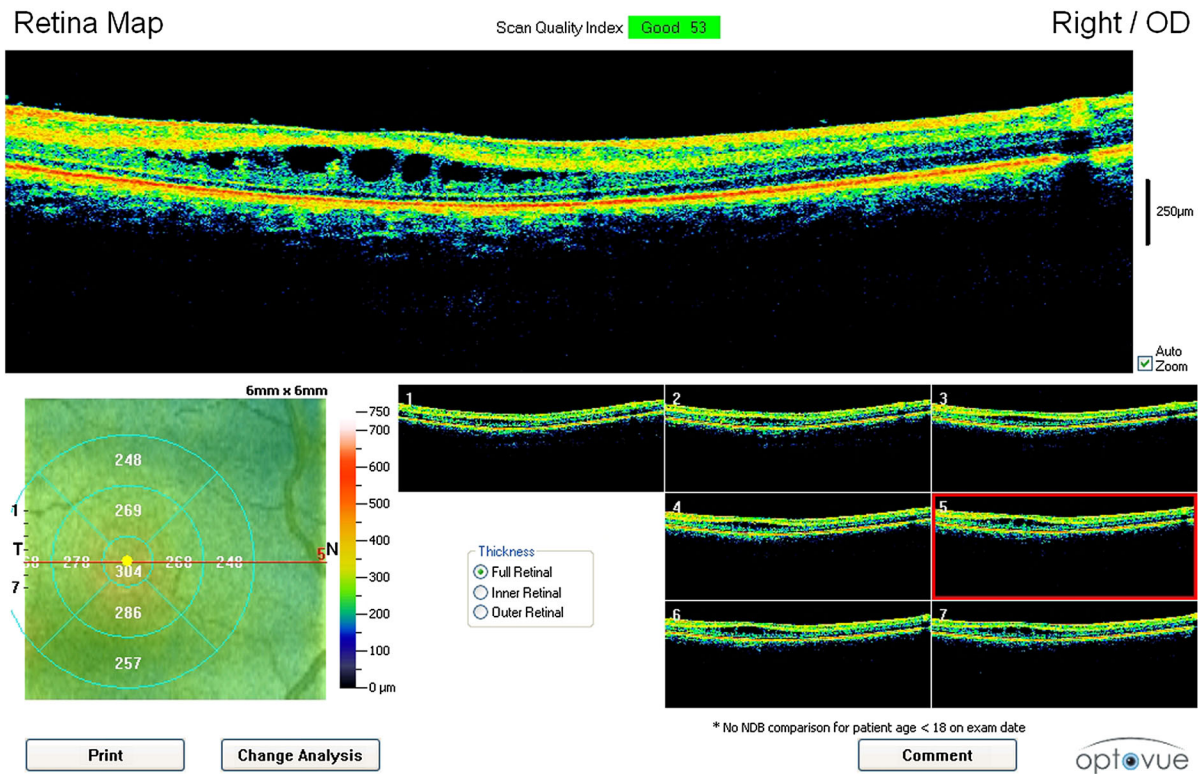 Retina Map
Scan Quality Index Good 53
Right / OD
250µm
Auto
Zoom
6mm x 6mm
248
269
1
T
278
304
268
248
5
N
7
286
257
750
700
600
500
400
300
200
100
0 µm
1
2
3
4
5
6
7
Thickness
Full Retinal
Inner Retinal
Outer Retinal
* No NDB comparison for patient age < 18 on exam date
Print
Change Analysis
Comment
optovue